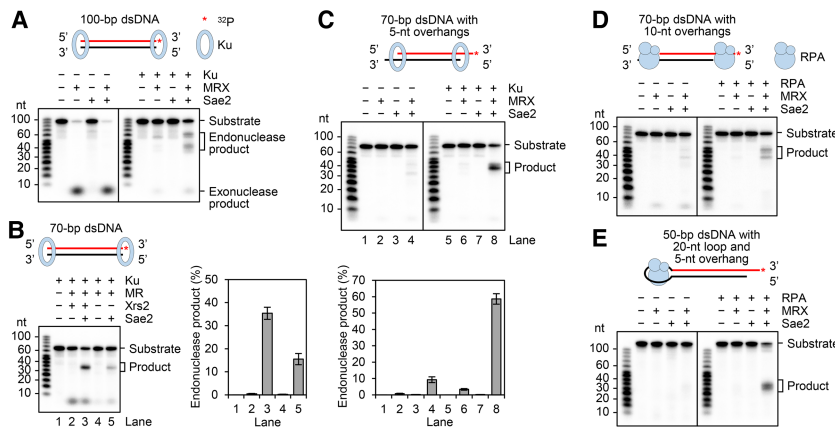 A
100-bp dsDNA
* 32P
5' 3'
3' 5'
Ku
– – – – + + + + Ku
– + – + – + – + MRX
– – + + – – + + Sae2
nt
100
60
50
40
30
20
10
Substrate
Endonuclease product
Exonuclease product
B
70-bp dsDNA
5' * 3'
3' 5'
+ + + + + Ku
– + + + + MR
– + + – – Xrs2
– – + – + Sae2
nt
100
60
40
30
20
10
Substrate
Product
1 2 3 4 5 Lane
Endonuclease product (%)
50
40
30
20
10
0
1 2 3 4 5
Lane
C
70-bp dsDNA with
5-nt overhangs
5' * 3'
3' 5'
– – – – + + + + Ku
– + – + – + – + MRX
– – + + – – + + Sae2
nt
100
60
40
30
20
10
Substrate
Product
1 2 3 4 5 6 7 8 Lane
Endonuclease product (%)
70
60
50
40
30
20
10
0
1 2 3 4 5 6 7 8
Lane
D
70-bp dsDNA with
10-nt overhangs
5' * 3'
3' 5'
RPA
– – – – + + + + RPA
– + – + – + – + MRX
– – + + – – + + Sae2
nt
100
60
40
30
20
10
Substrate
Product
E
50-bp dsDNA with
20-nt loop and
5-nt overhang
* 3'
5'
– – – – + + + + RPA
– + – + – + – + MRX
– – + + – – + + Sae2
nt
100
60
40
30
20
10
Substrate
Product